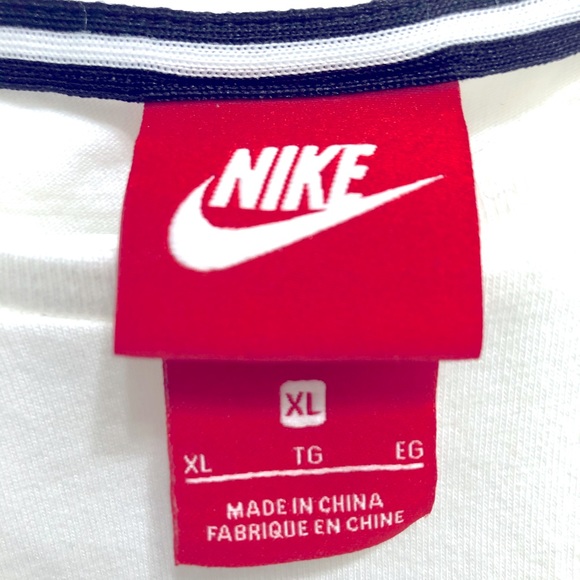 NIKE
XL
XL TG EG
MADE IN CHINA
FABRIQUE EN CHINE